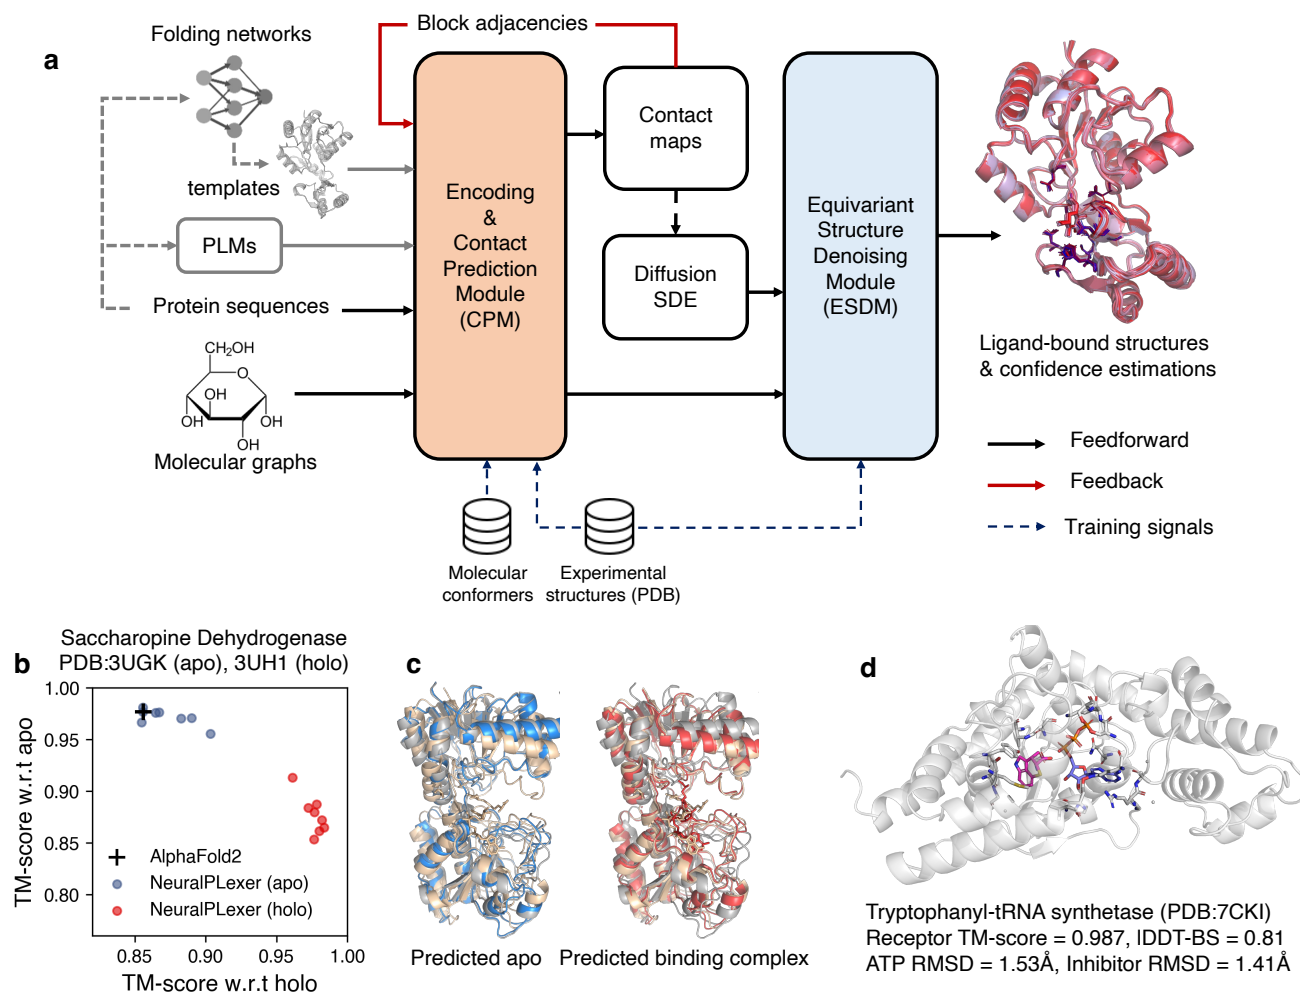 a
Folding networks
templates
PLMs
Protein sequences
CH2OH
O
OH
OH
OH
OH
Molecular graphs
Block adjacencies
Encoding
&
Contact
Prediction
Module
(CPM)
Contact
maps
Diffusion
SDE
Equivariant
Structure
Denoising
Module
(ESDM)
Ligand-bound structures
& confidence estimations
Feedforward
Feedback
Training signals
Molecular
conformers
Experimental
structures (PDB)
b
Saccharopine Dehydrogenase
PDB:3UGK (apo), 3UH1 (holo)
TM-score w.r.t apo
1.00
0.95
0.90
0.85
0.80
AlphaFold2
NeuralPLexer (apo)
NeuralPLexer (holo)
0.85 0.90 0.95 1.00
TM-score w.r.t holo
c
Predicted apo
Predicted binding complex
d
Tryptophanyl-tRNA synthetase (PDB:7CKI)
Receptor TM-score = 0.987, lDDT-BS = 0.81
ATP RMSD = 1.53Å, Inhibitor RMSD = 1.41Å